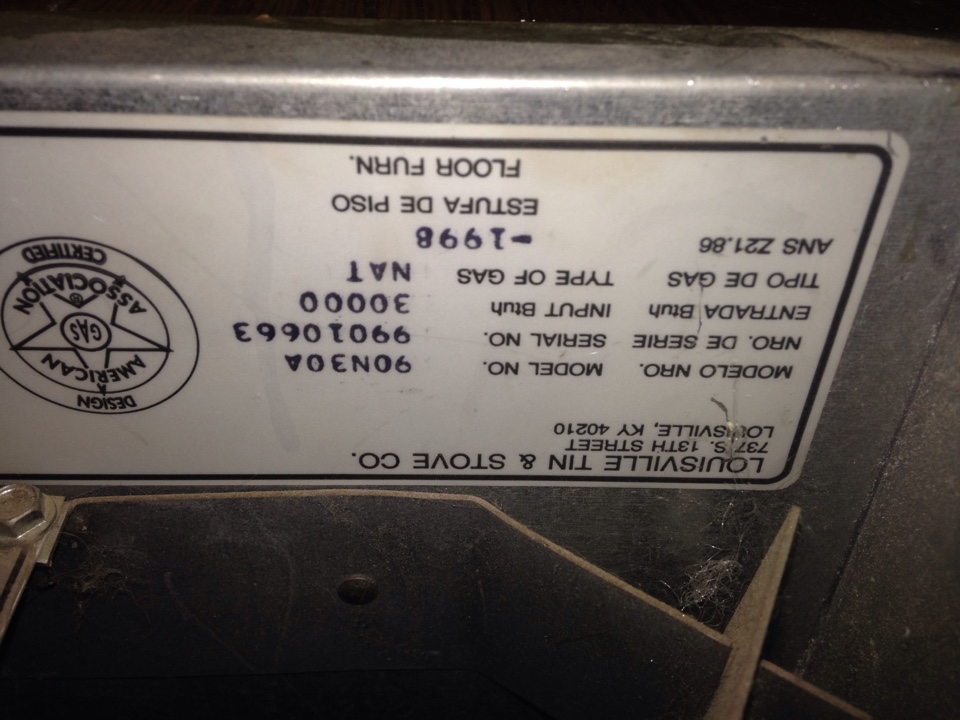 LOUISVILLE TIN & STOVE CO.
737 S. 13TH STREET
LOUISVILLE, KY 40210
MODELO NRO. MODEL NO. 90N30A
NRO. DE SERIE SERIAL NO. 99010663
ENTRADA Btuh INPUT Btuh 30000
TIPO DE GAS TYPE OF GAS NAT
ANS Z21.86 -1998
ESTUFA DE PISO
FLOOR FURN.
DESIGN
AMERICAN
GAS
ASSOCIATION ®
CERTIFIED